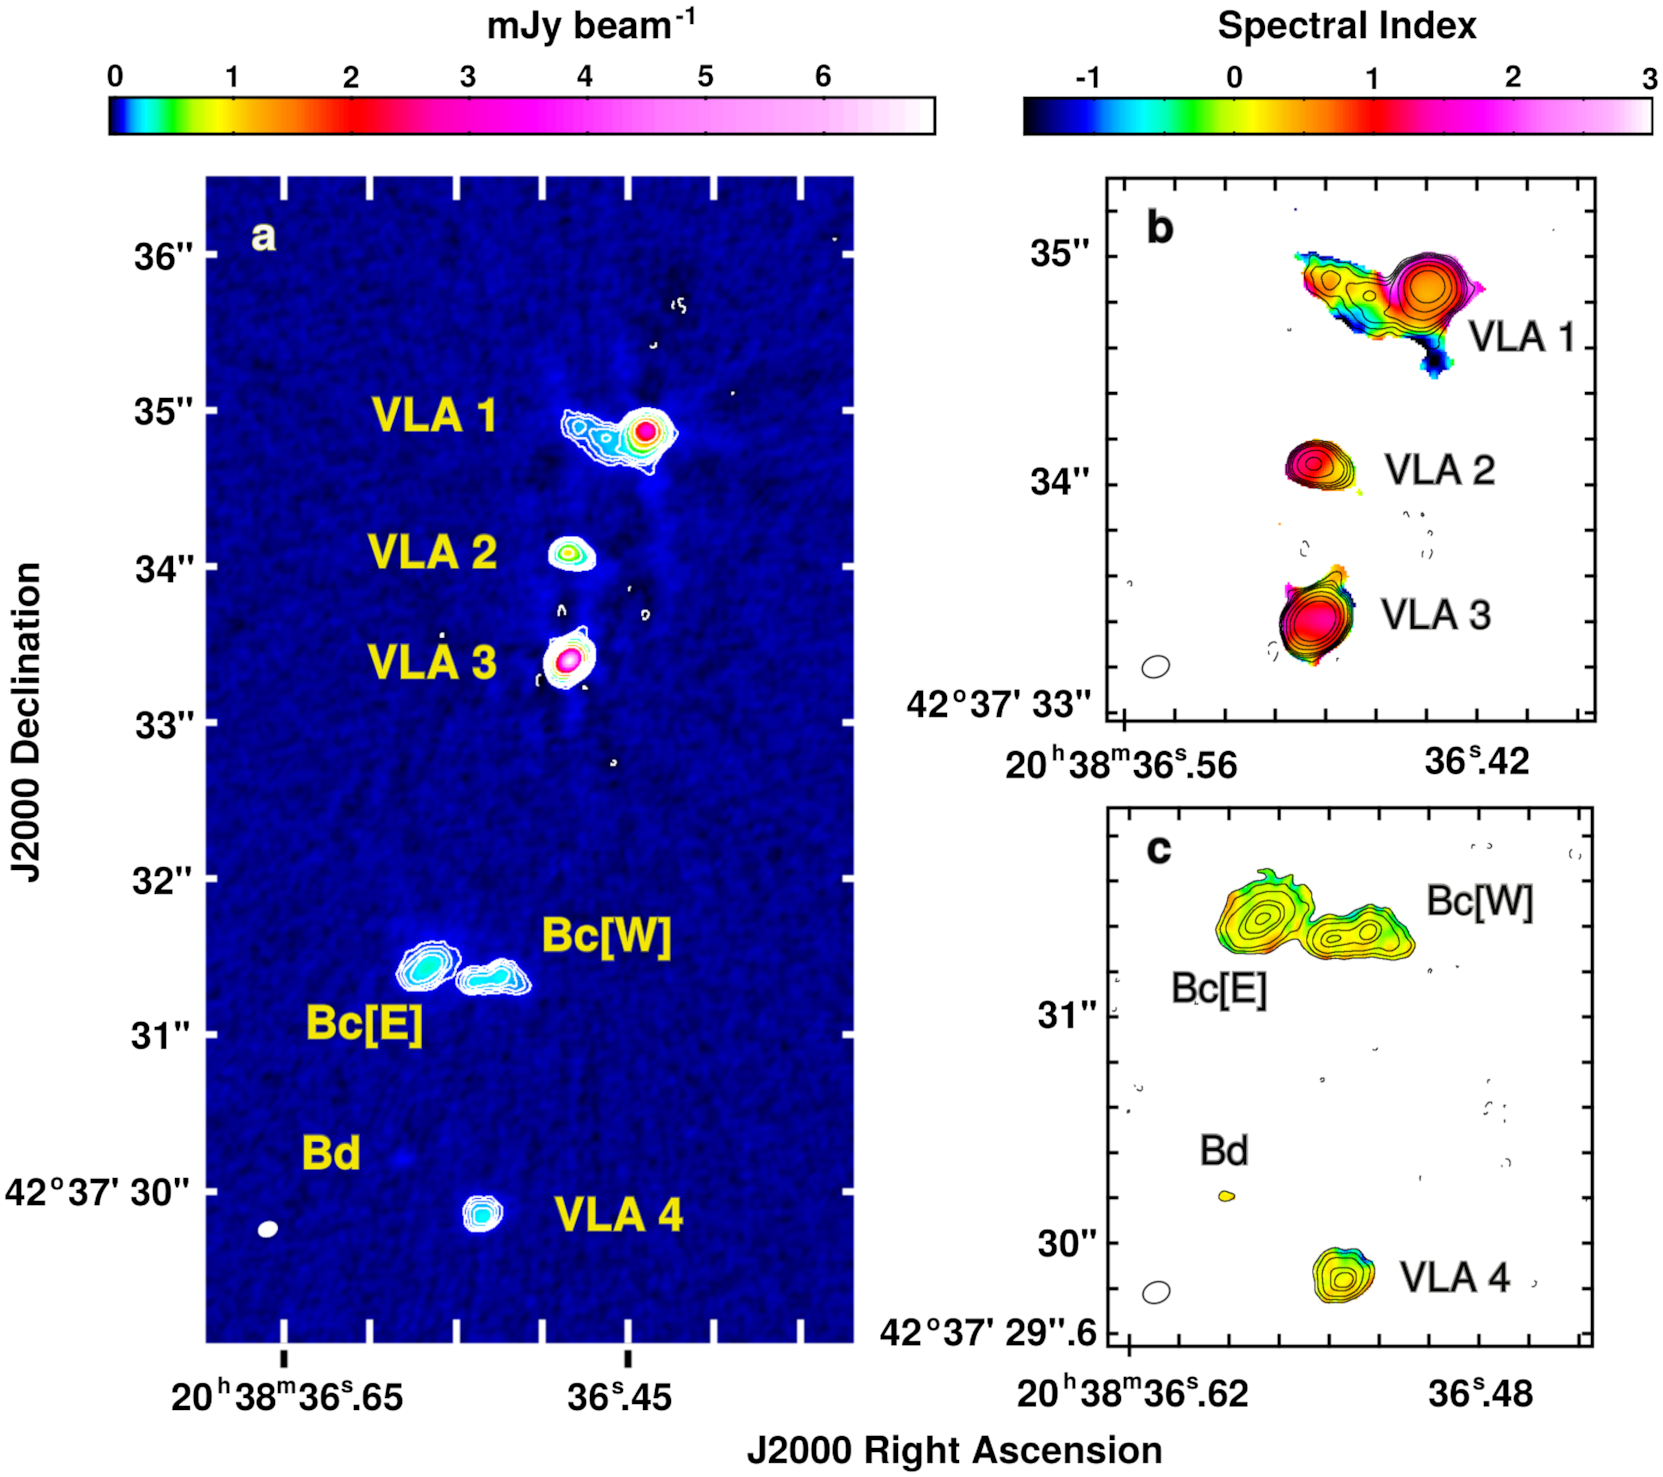 mJy beam-1
0 1 2 3 4 5 6
Spectral Index
-1 0 1 2 3
J2000 Declination
a
36"
35"
34"
33"
32"
31"
42°37' 30"
VLA 1
VLA 2
VLA 3
Bc[W]
Bc[E]
Bd
VLA 4
20h38m36s.65
36s.45
b
35"
34"
42°37' 33"
VLA 1
VLA 2
VLA 3
20h38m36s.56
36s.42
c
Bc[W]
Bc[E]
31"
Bd
30"
VLA 4
42°37' 29".6
20h38m36s.62
36s.48
J2000 Right Ascension